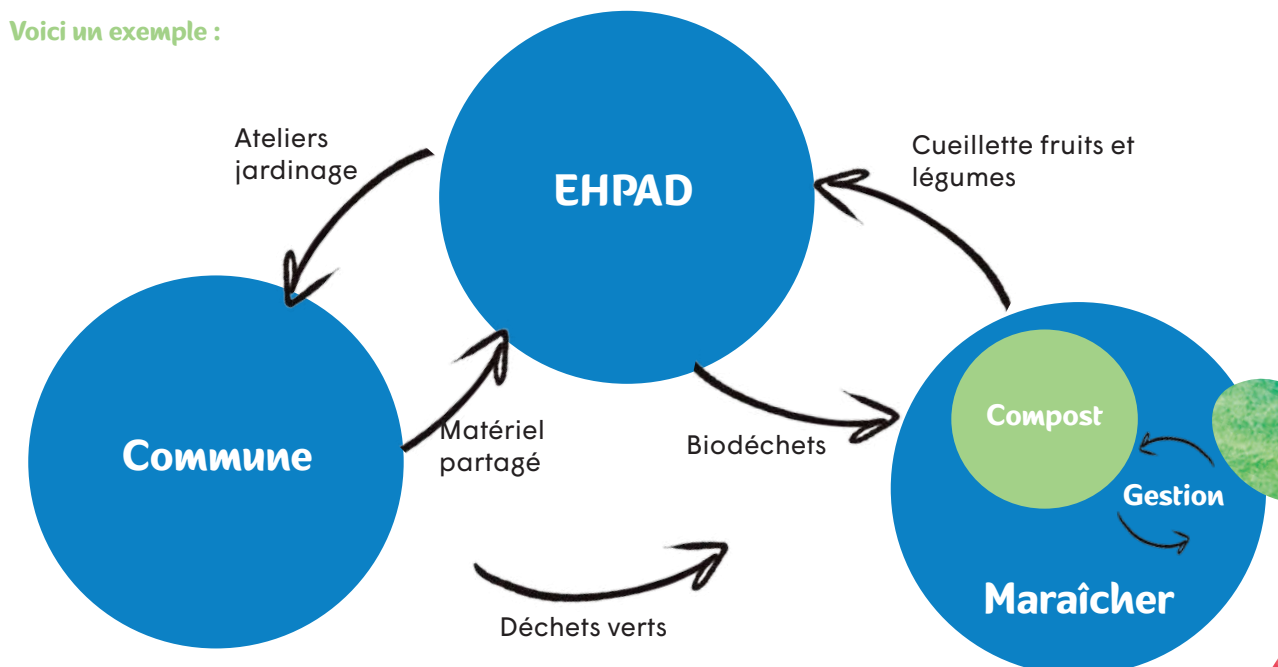 Voici un exemple :
Ateliers
jardinage
EHPAD
Cueillette fruits et
légumes
Commune
Matériel
partagé
Biodéchets
Compost
Gestion
Maraîcher
Déchets verts